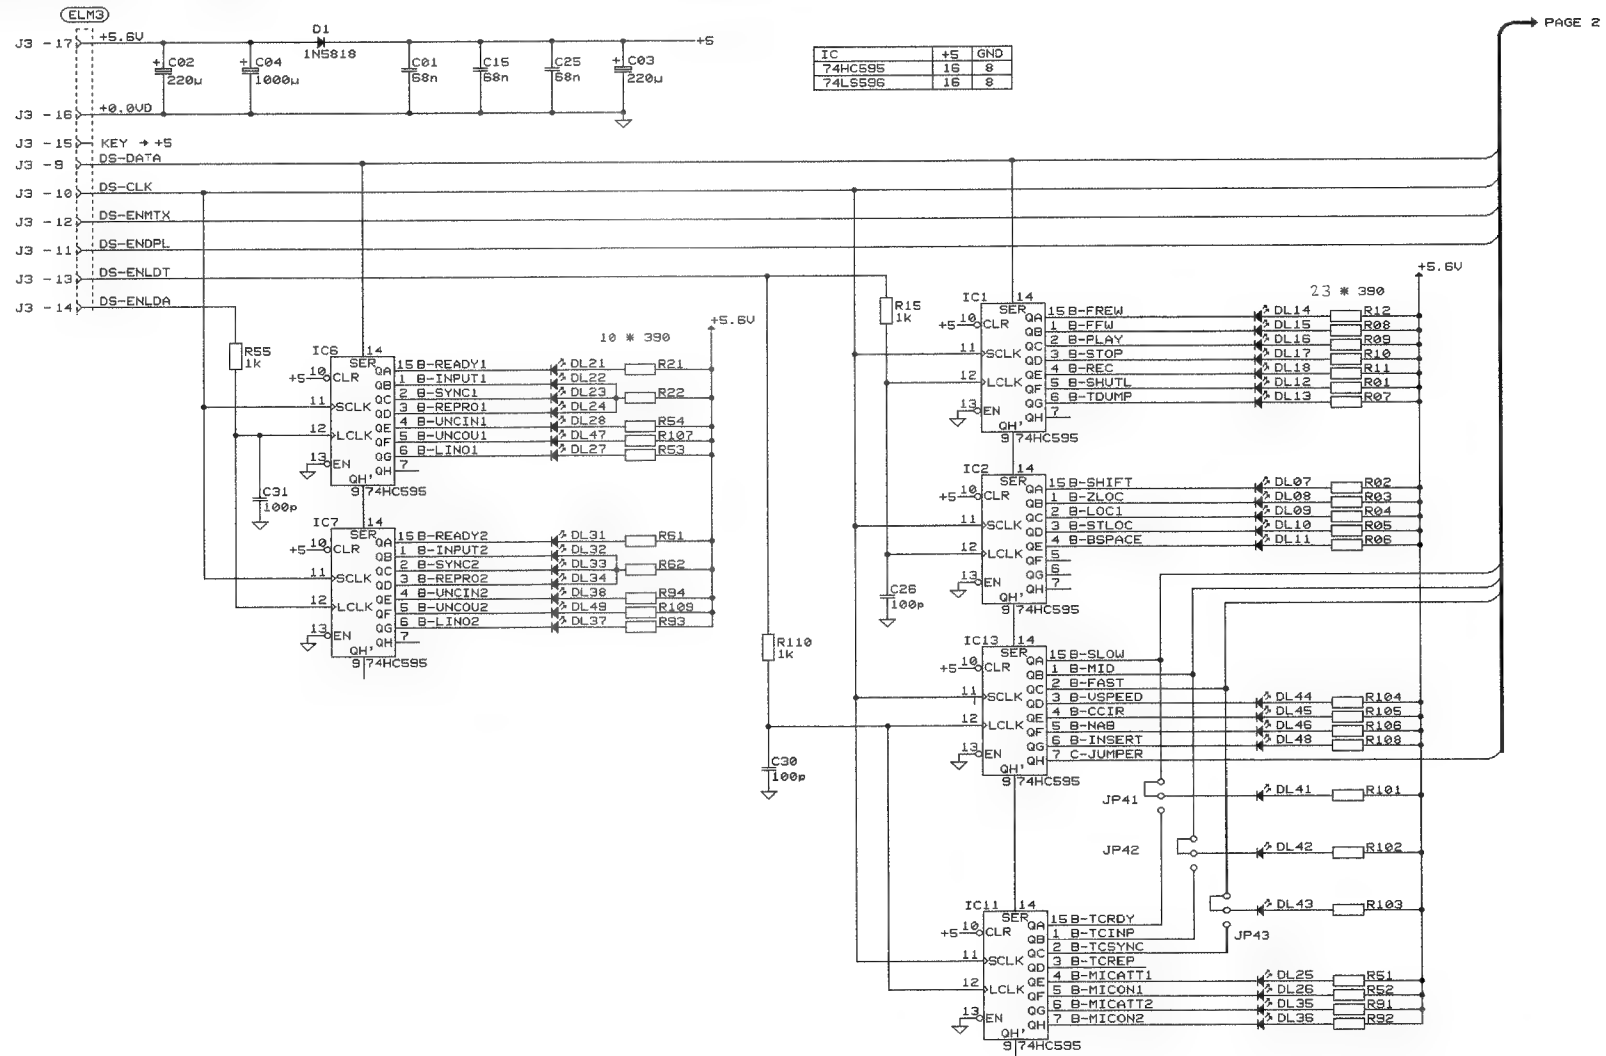 ELM3
PAGE 2
J3 -17 +5.6V
D1
1N5818
+5
+ C02
220µ
+ C04
1000µ
C01
68n
C15
68n
C25
68n
+ C03
220µ
IC +5 GND
74HC595 16 8
74LS596 16 8
J3 -16 +0.0VD
J3 -15 KEY → +5
J3 -9 DS-DATA
J3 -10 DS-CLK
J3 -12 DS-ENMTX
J3 -11 DS-ENDPL
J3 -13 DS-ENLDT
J3 -14 DS-ENLDA
R55
1k
IC6 14
SER
+5 10 CLR
11 SCLK
12 LCLK
13 EN
QH'
9 74HC595
10 * 390
+5.6V
QA 15 B-READY1 DL21 R21
QB 1 B-INPUT1 DL22
QC 2 B-SYNC1 DL23 R22
QD 3 B-REPRO1 DL24
QE 4 B-UNCIN1 DL28 R54
QF 5 B-UNCOU1 DL47 R107
QG 6 B-LINO1 DL27 R53
QH 7
C31
100p
IC7 14
SER
+5 10 CLR
11 SCLK
12 LCLK
13 EN
QH'
9 74HC595
QA 15 B-READY2 DL31 R61
QB 1 B-INPUT2 DL32
QC 2 B-SYNC2 DL33 R62
QD 3 B-REPRO2 DL34
QE 4 B-UNCIN2 DL38 R94
QF 5 B-UNCOU2 DL49 R109
QG 6 B-LINO2 DL37 R93
QH 7
R110
1k
C30
100p
R15
1k
C26
100p
IC1 14
SER
+5 10 CLR
11 SCLK
12 LCLK
13 EN
QH'
9 74HC595
23 * 390
+5.6V
QA 15 B-FREW DL14 R12
QB 1 B-FFW DL15 R08
QC 2 B-PLAY DL16 R09
QD 3 B-STOP DL17 R10
QE 4 B-REC DL18 R11
QF 5 B-SHUTL DL12 R01
QG 6 B-TDUMP DL13 R07
QH 7
IC2 14
SER
+5 10 CLR
11 SCLK
12 LCLK
13 EN
QH'
9 74HC595
QA 15 B-SHIFT DL07 R02
QB 1 B-ZLOC DL08 R03
QC 2 B-LOC1 DL09 R04
QD 3 B-STLOC DL10 R05
QE 4 B-BSPACE DL11 R06
QF 5
QG 6
QH 7
IC13 14
SER
+5 10 CLR
11 SCLK
12 LCLK
13 EN
QH'
9 74HC595
QA 15 B-SLOW
QB 1 B-MID
QC 2 B-FAST
QD 3 B-VSPEED DL44 R104
QE 4 B-CCIR DL45 R105
QF 5 B-NAB DL46 R106
QG 6 B-INSERT DL48 R108
QH 7 C-JUMPER
JP41 DL41 R101
JP42 DL42 R102
DL43 R103
JP43
IC11 14
SER
+5 10 CLR
11 SCLK
12 LCLK
13 EN
QH'
9 74HC595
QA 15 B-TCRDY
QB 1 B-TCINP
QC 2 B-TCSYNC
QD 3 B-TCREP
QE 4 B-MICATT1 DL25 R51
QF 5 B-MICON1 DL26 R52
QG 6 B-MICATT2 DL35 R91
QH 7 B-MICON2 DL36 R92